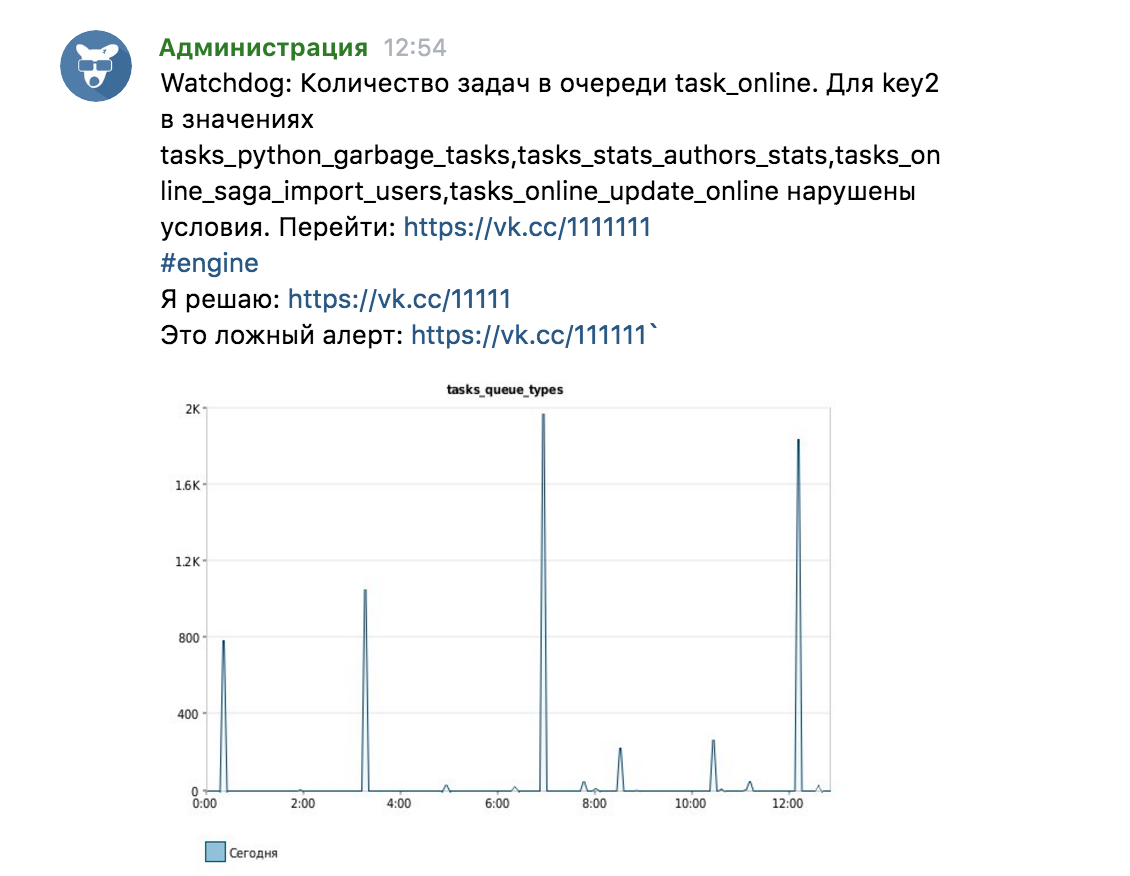 Администрация 12:54
Watchdog: Количество задач в очереди task_online. Для key2
в значениях
tasks_python_garbage_tasks,tasks_stats_authors_stats,tasks_on
line_saga_import_users,tasks_online_update_online нарушены
условия. Перейти: https://vk.cc/1111111
#engine
Я решаю: https://vk.cc/11111
Это ложный алерт: https://vk.cc/111111`
tasks_queue_types
2K
1.6K
1.2K
800
400
0
0:00 2:00 4:00 6:00 8:00 10:00 12:00
Сегодня